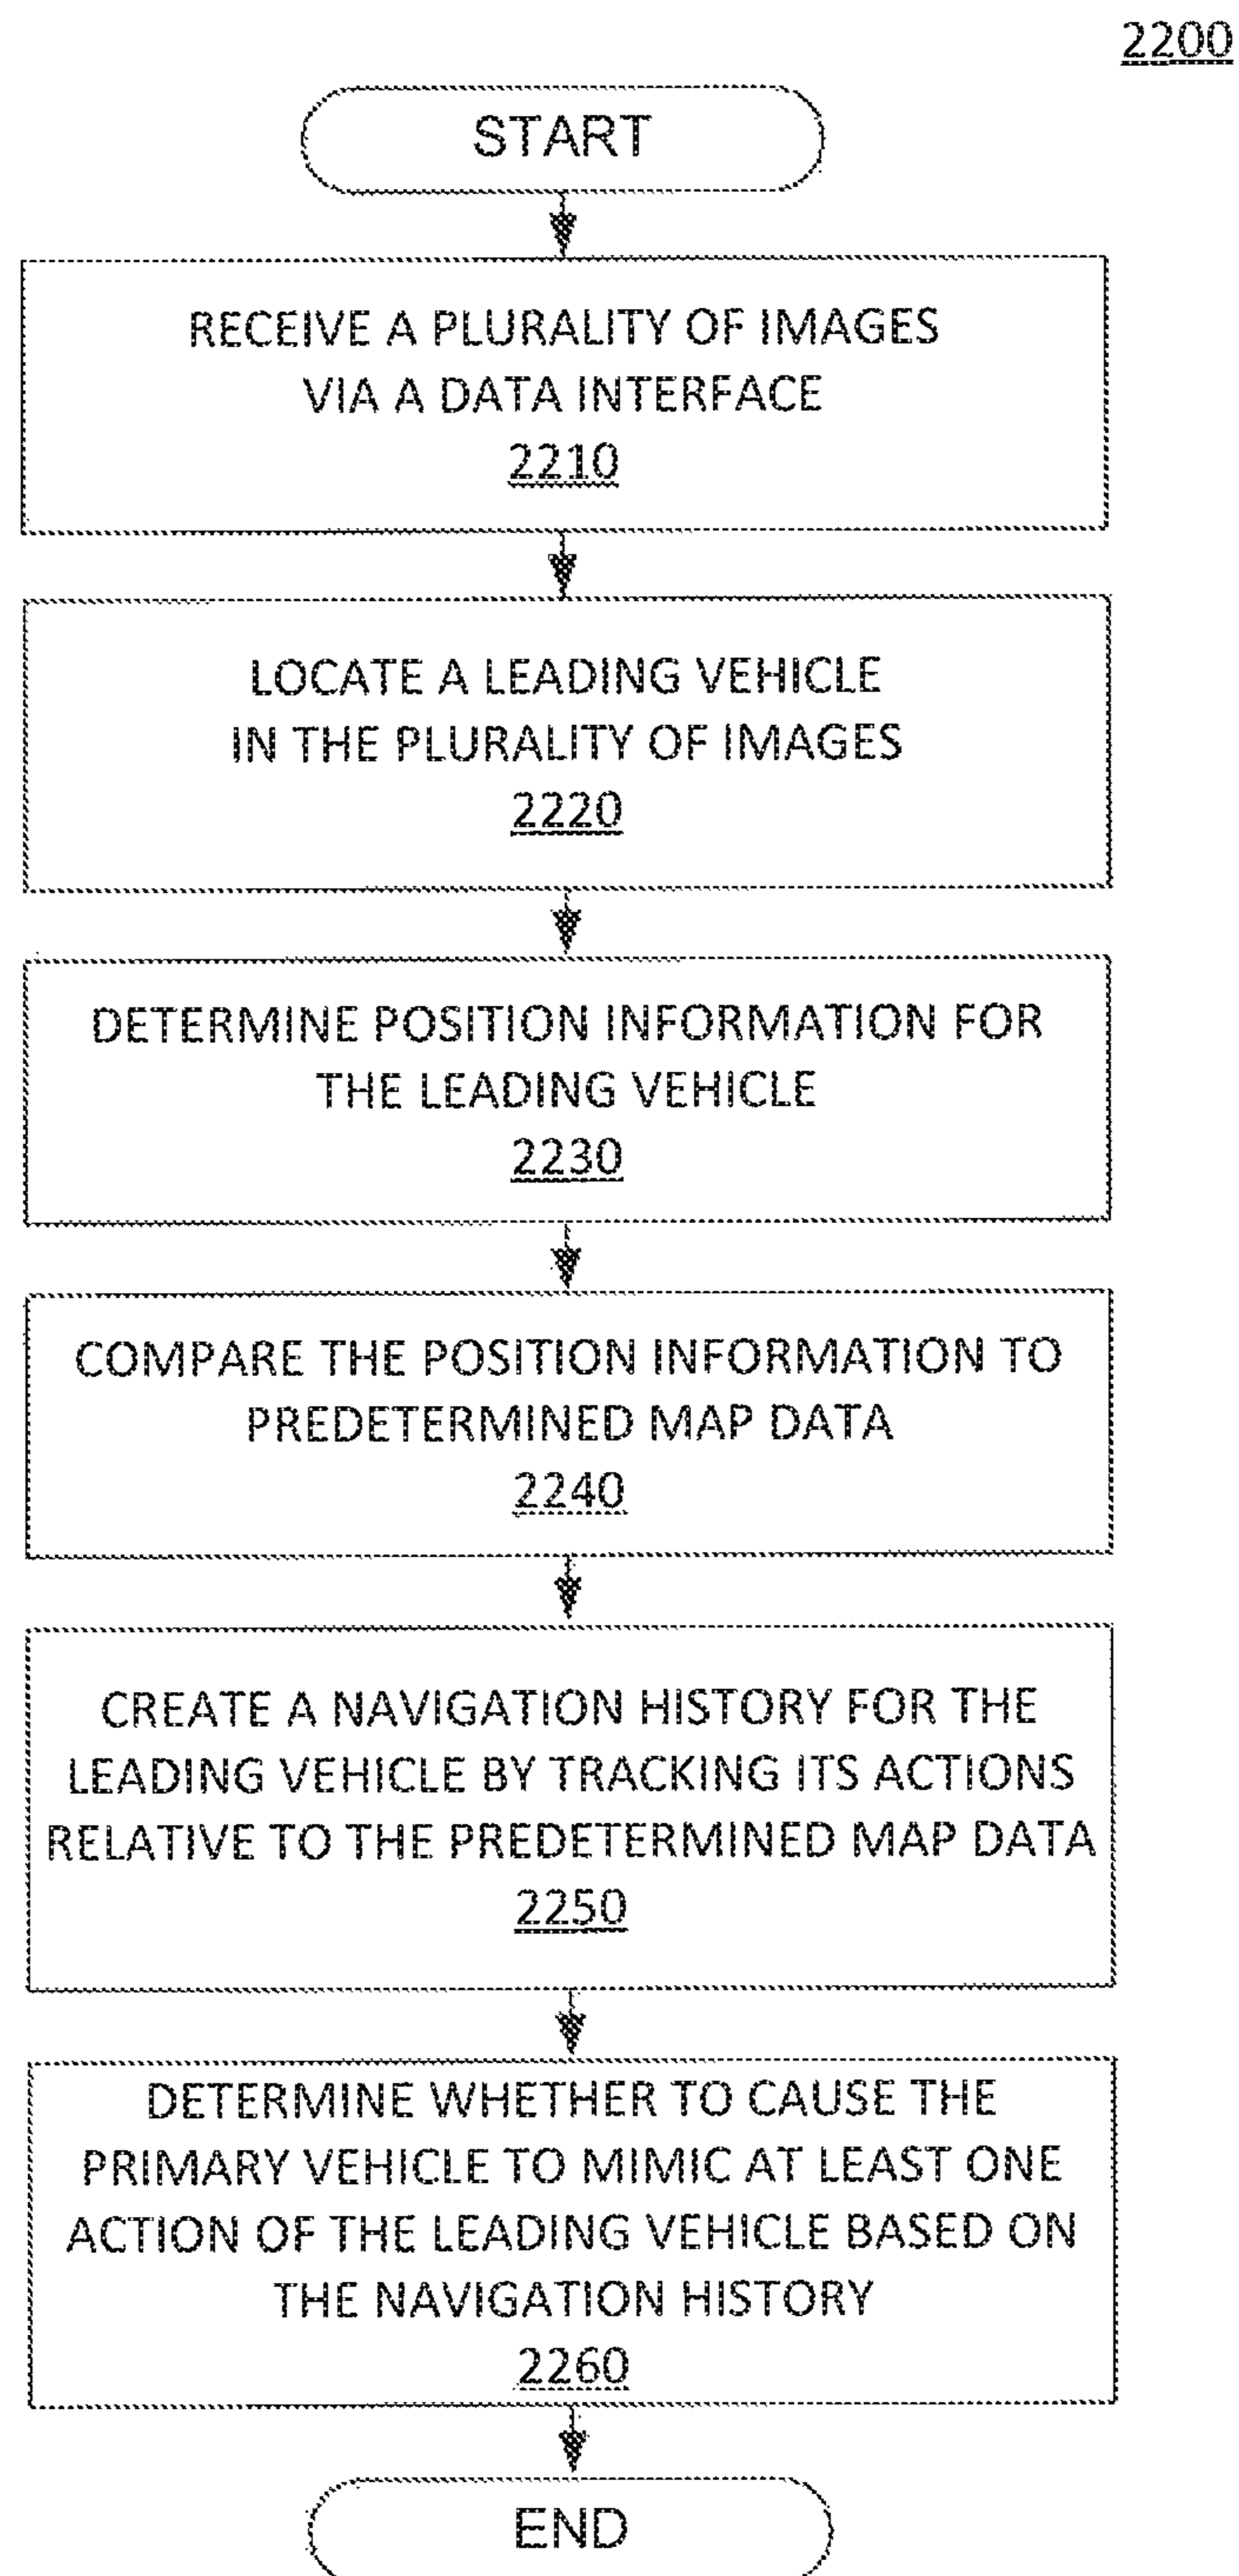 2200
START
RECEIVE A PLURALITY OF IMAGES
VIA A DATA INTERFACE
2210
LOCATE A LEADING VEHICLE
IN THE PLURALITY OF IMAGES
2220
DETERMINE POSITION INFORMATION FOR
THE LEADING VEHICLE
2230
COMPARE THE POSITION INFORMATION TO
PREDETERMINED MAP DATA
2240
CREATE A NAVIGATION HISTORY FOR THE
LEADING VEHICLE BY TRACKING ITS ACTIONS
RELATIVE TO THE PREDETERMINED MAP DATA
2250
DETERMINE WHETHER TO CAUSE THE
PRIMARY VEHICLE TO MIMIC AT LEAST ONE
ACTION OF THE LEADING VEHICLE BASED ON
THE NAVIGATION HISTORY
2260
END